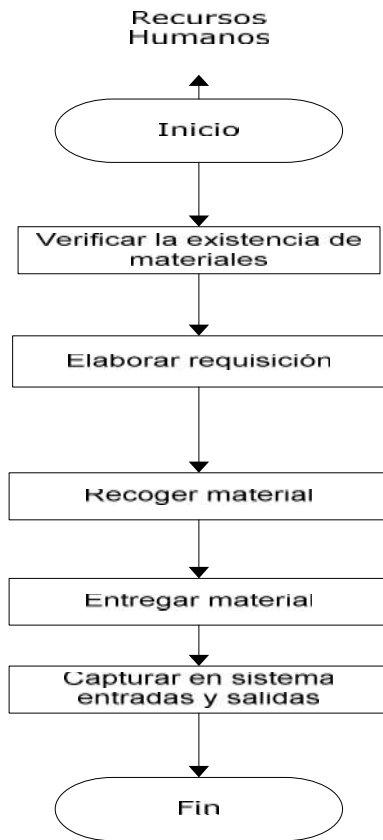 Recursos
Humanos
Inicio
Verificar la existencia de
materiales
Elaborar requisición
Recoger material
Entregar material
Capturar en sistema
entradas y salidas
Fin